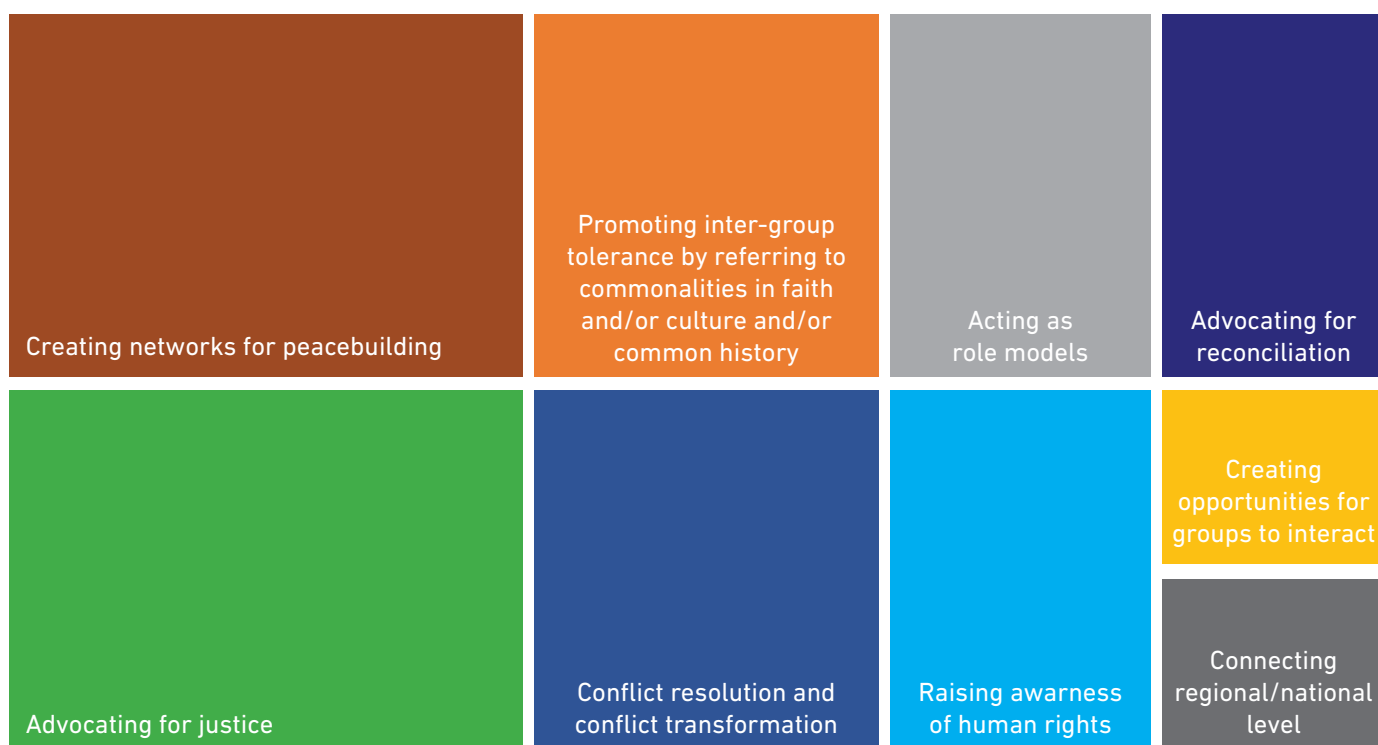 Creating networks for peacebuilding
Promoting inter-group
tolerance by referring to
commonalities in faith
and/or culture and/or
common history
Acting as
role models
Advocating for
reconciliation
Advocating for justice
Conflict resolution and
conflict transformation
Raising awarness
of human rights
Creating
opportunities for
groups to interact
Connecting
regional/national
level